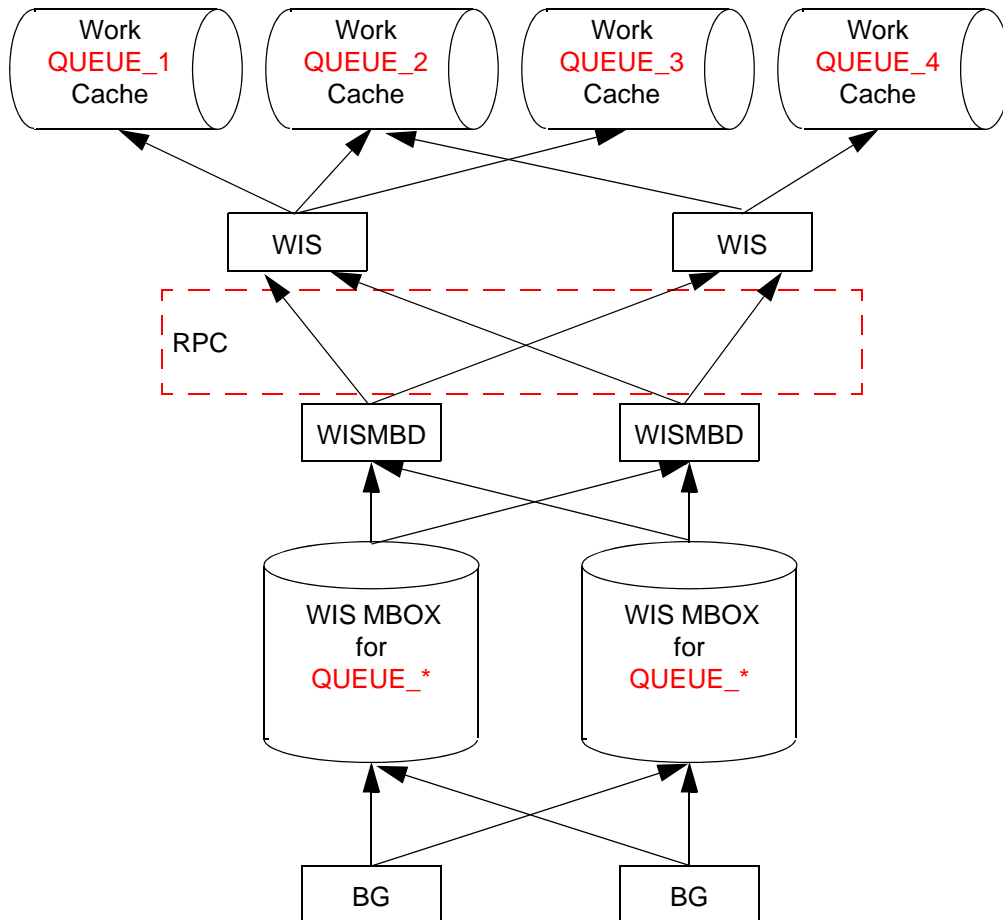 Work
QUEUE_1
Cache
Work
QUEUE_2
Cache
Work
QUEUE_3
Cache
Work
QUEUE_4
Cache
WIS
WIS
RPC
WISMBD
WISMBD
WIS MBOX
for
QUEUE_*
WIS MBOX
for
QUEUE_*
BG
BG